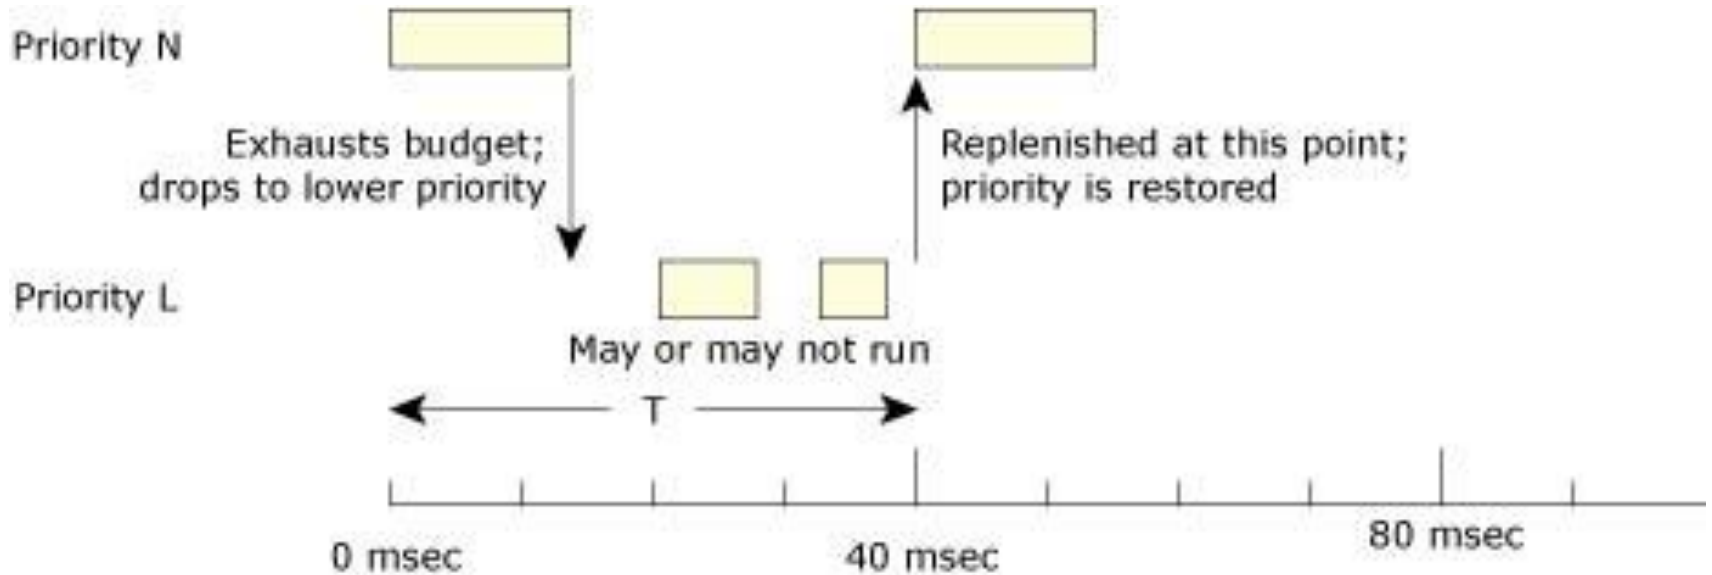 Priority N
Exhausts budget;
drops to lower priority
Replenished at this point;
priority is restored
Priority L
May or may not run
T
0 msec
40 msec
80 msec